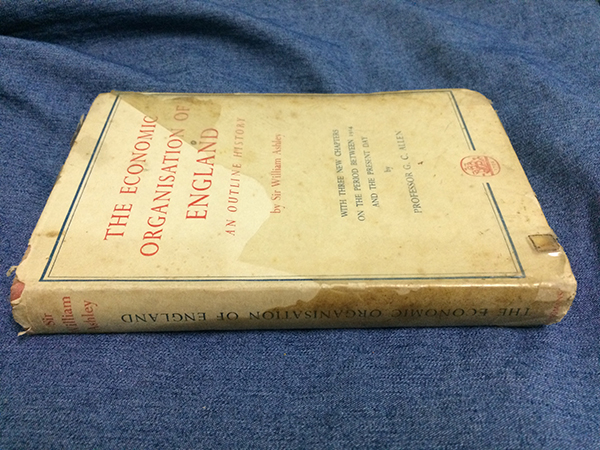 THE ECONOMIC
ORGANISATION OF
ENGLAND
AN OUTLINE HISTORY
by Sir William Ashley
WITH THREE NEW CHAPTERS
ON THE PERIOD BETWEEN 1914
AND THE PRESENT DAY
by
PROFESSOR G. C. ALLEN
Sir
William
Ashley
THE ECONOMIC ORGANISATION OF ENGLAND